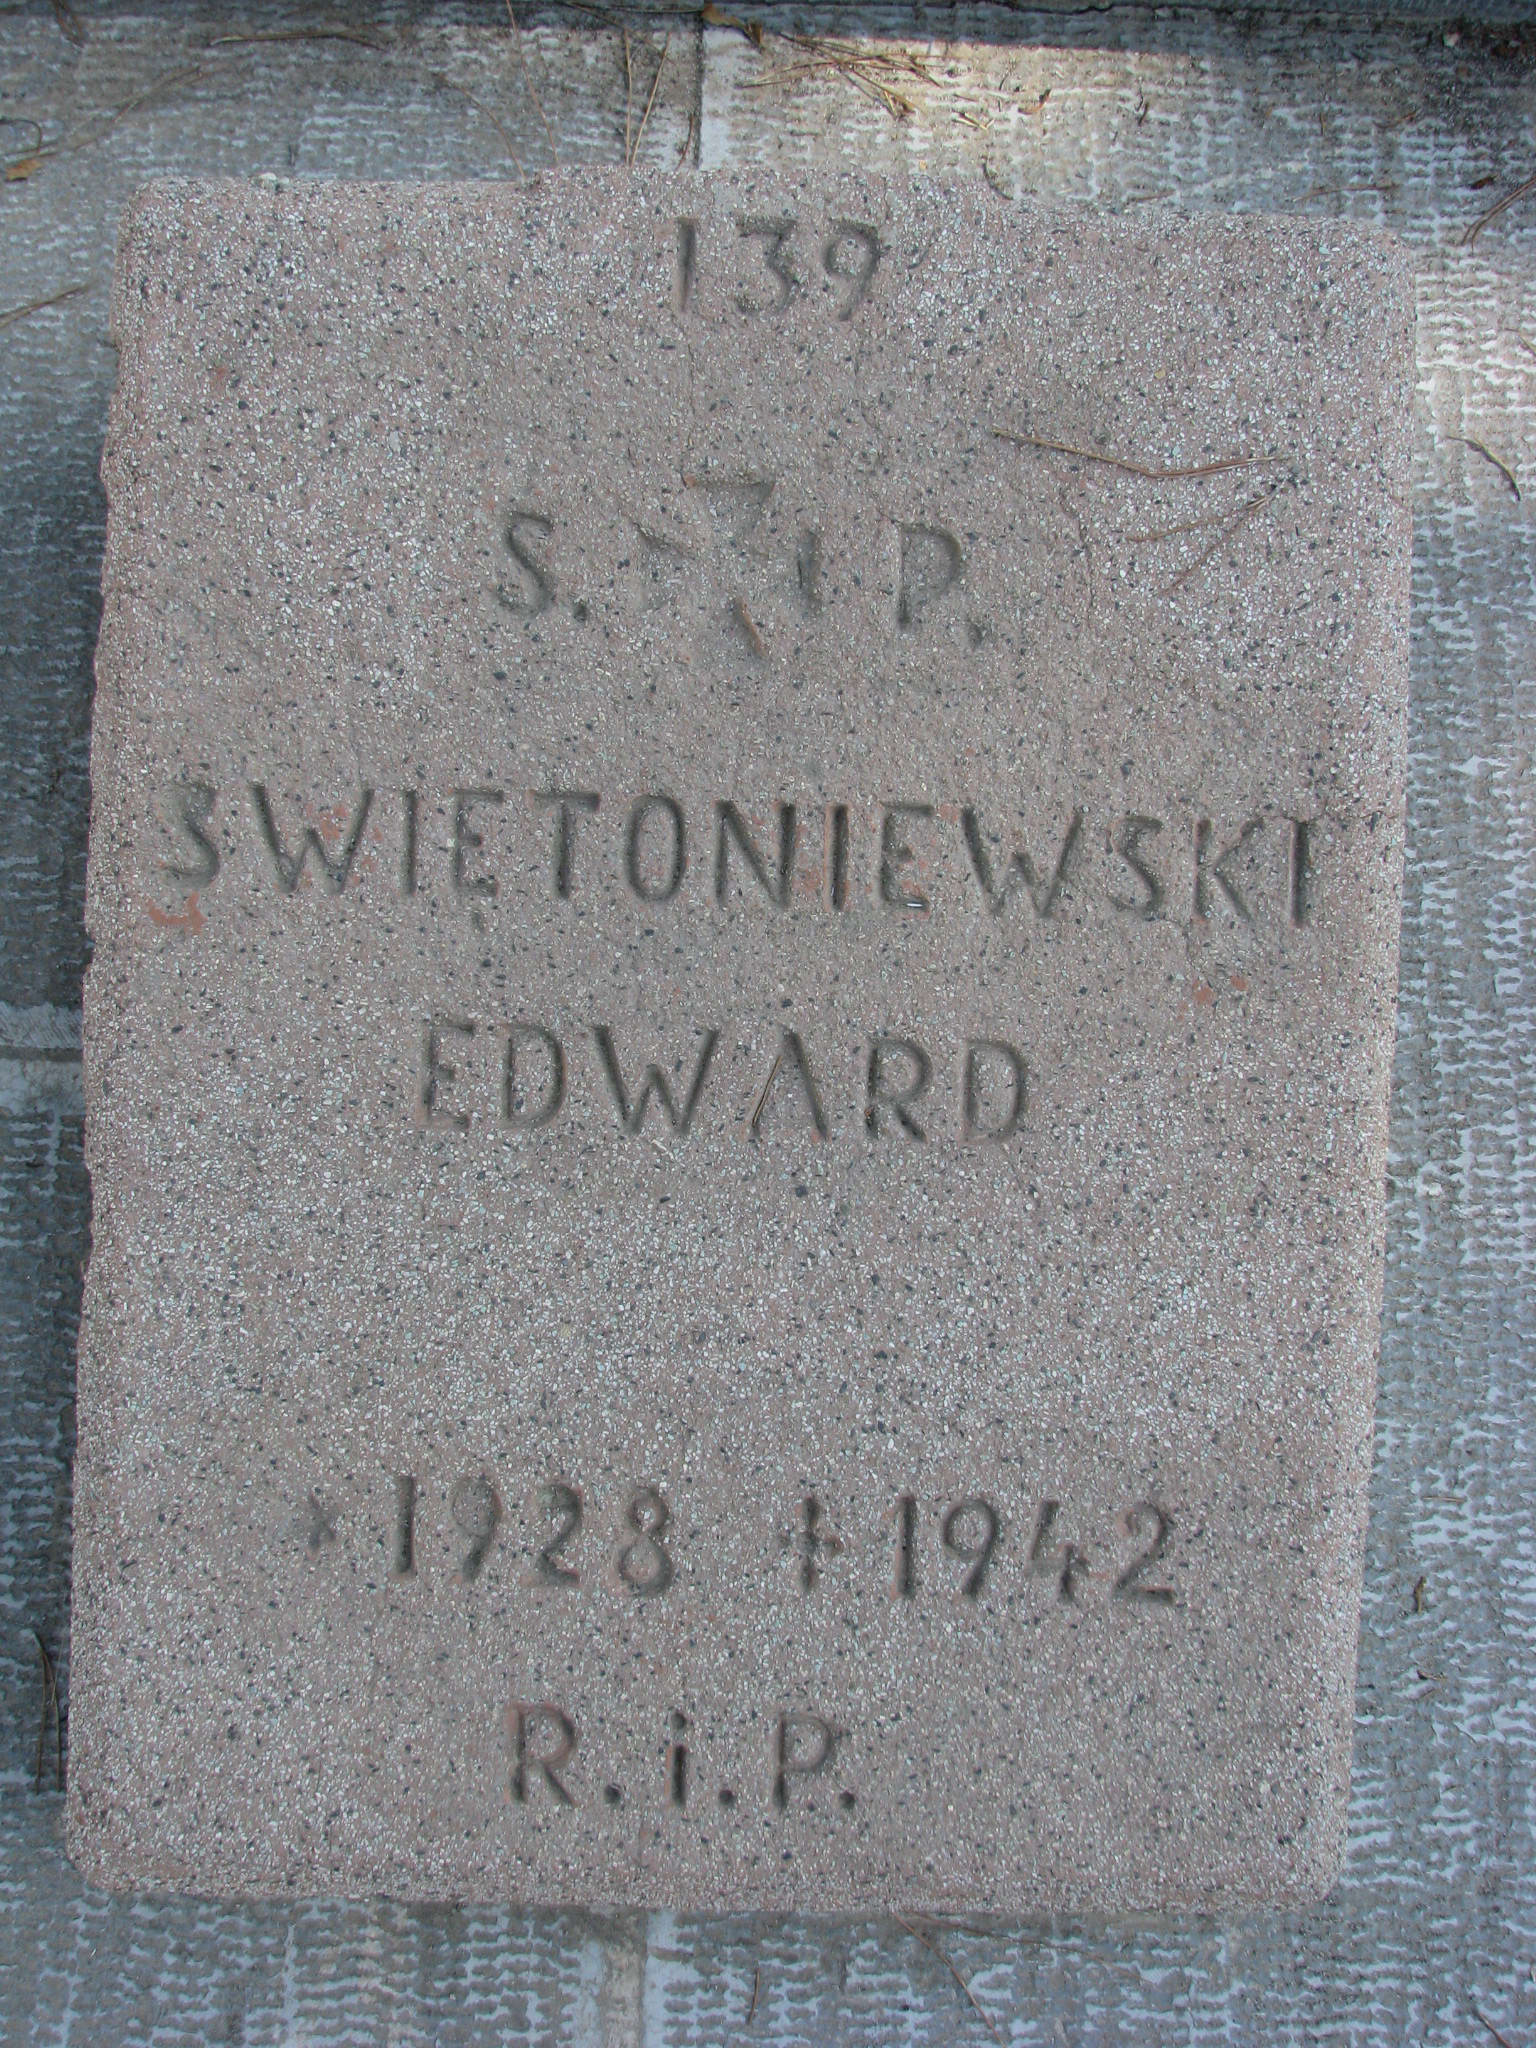 139
S. i P.
SWIĘTONIEWSKI
EDWARD
* 1928 † 1942
R.i.P.